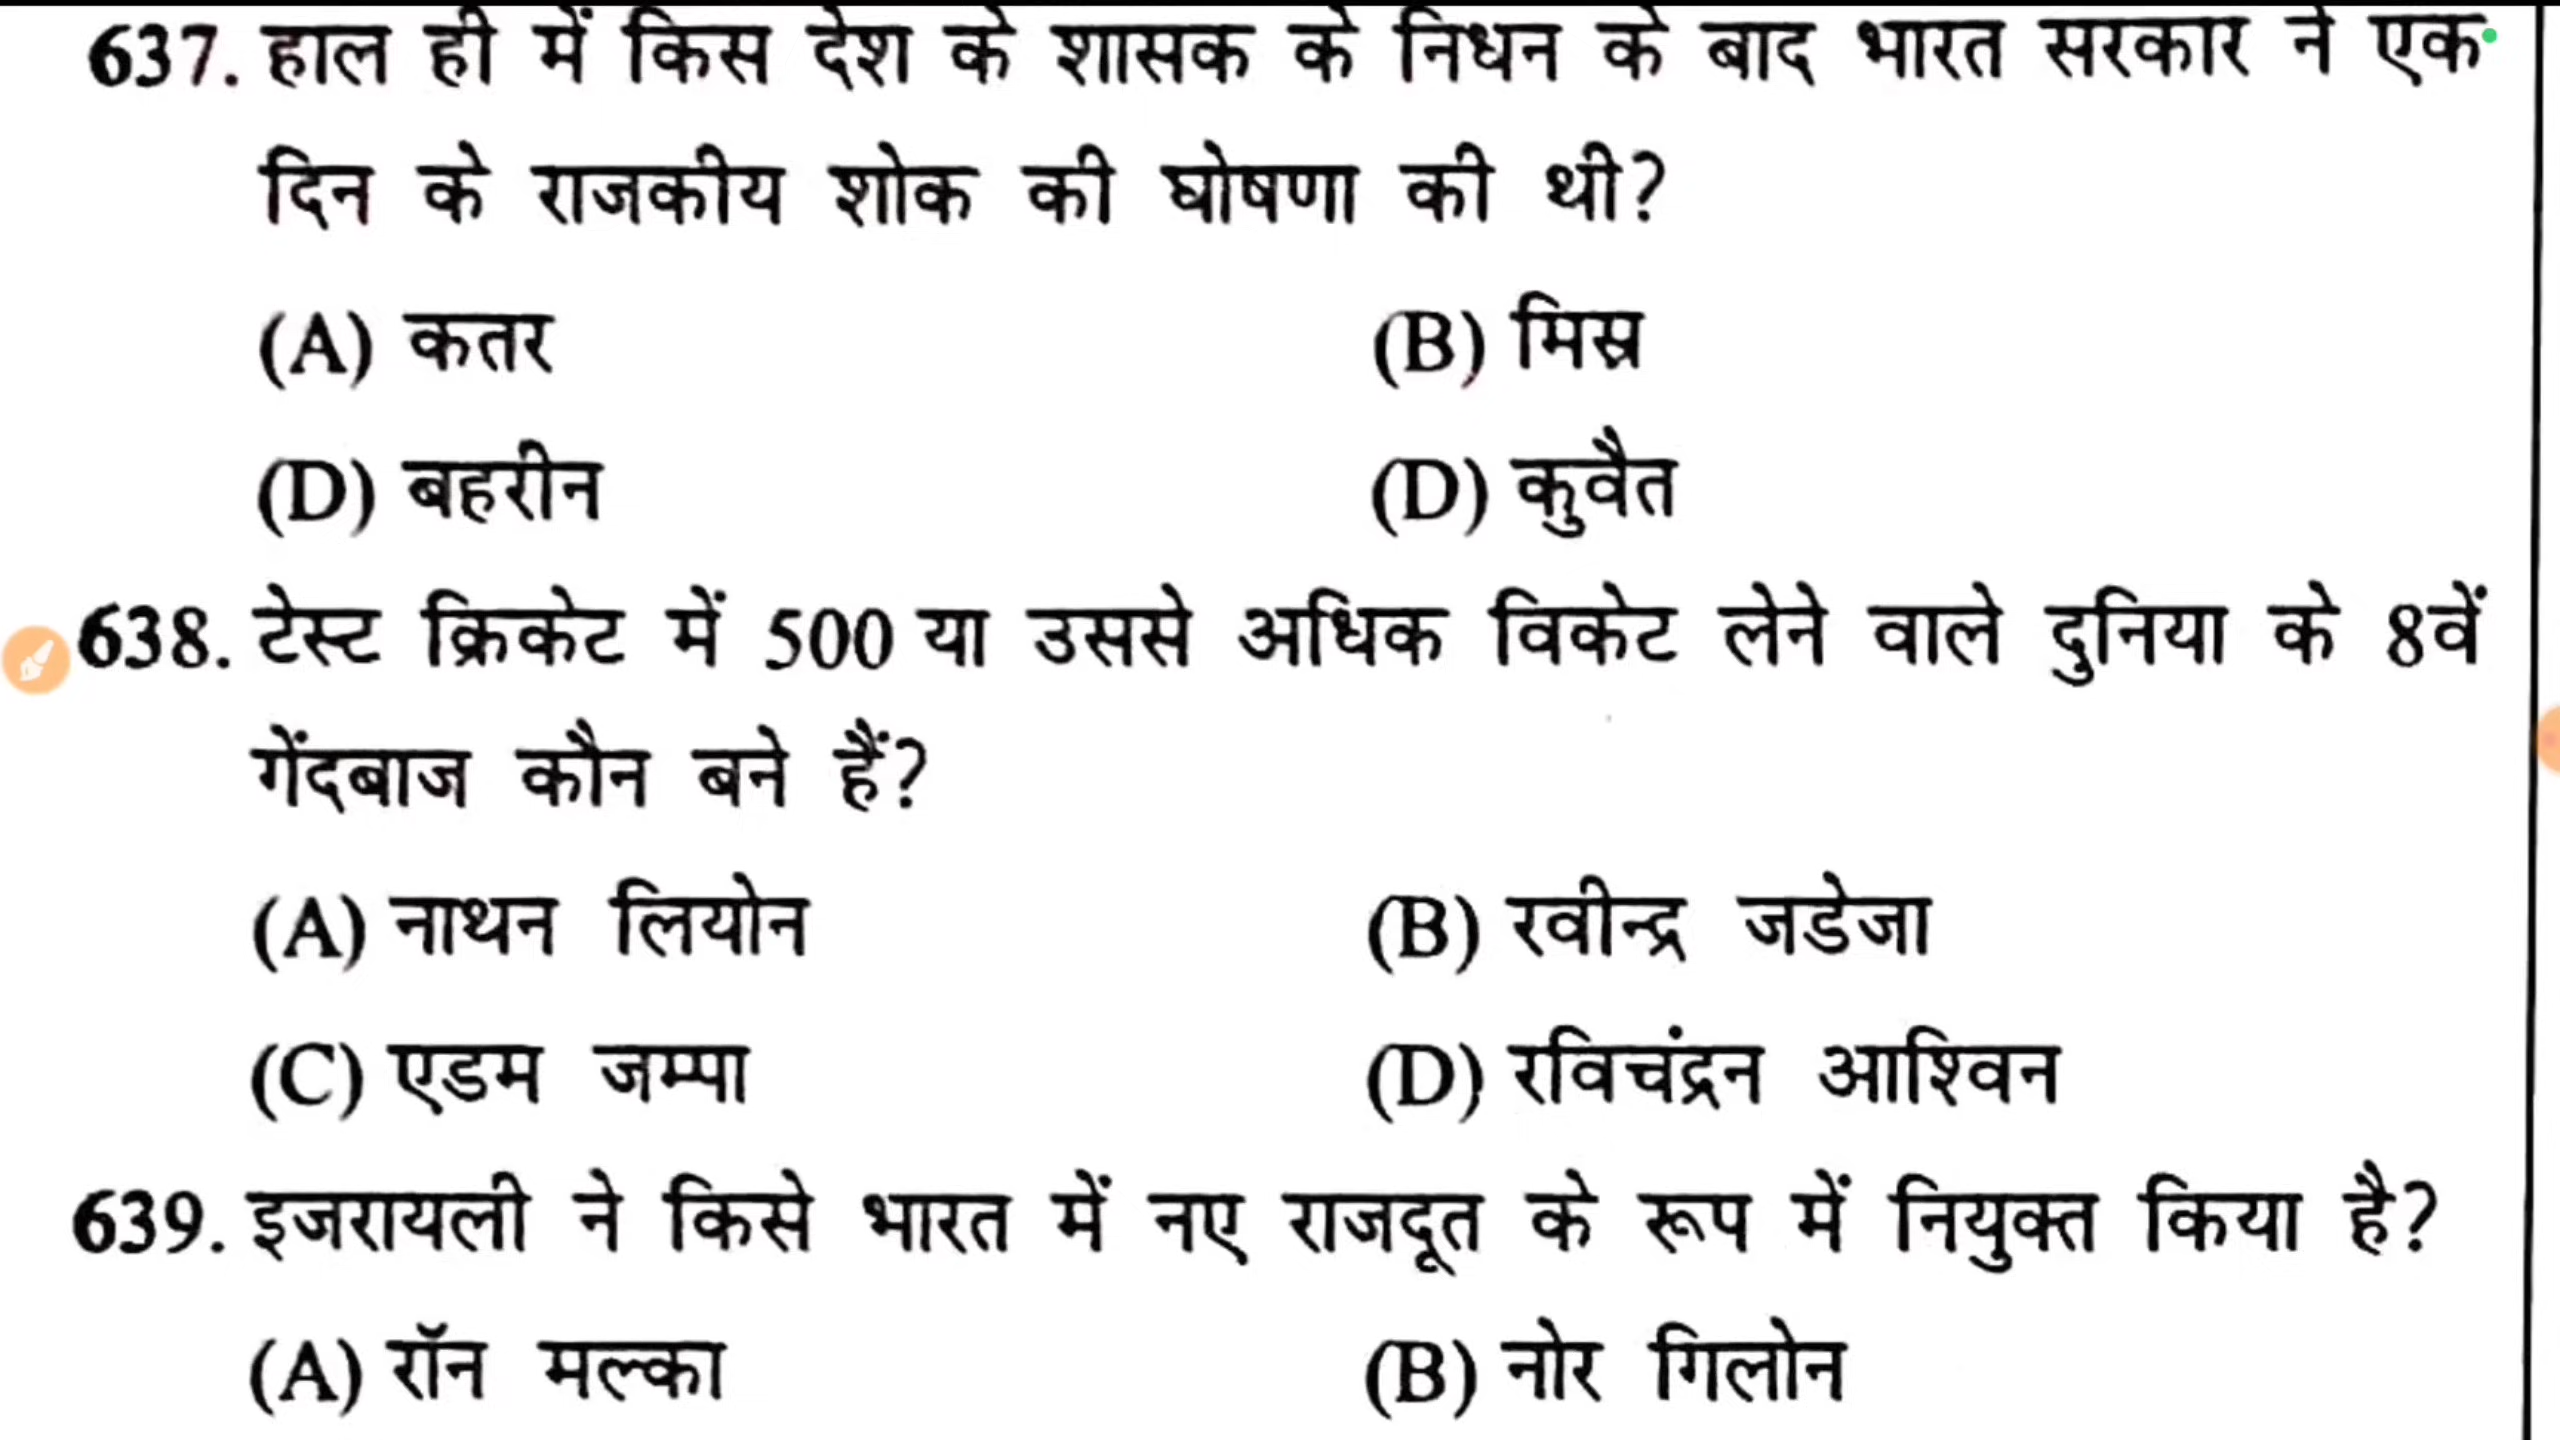 637. हाल ही में किस देश के शासक के निधन के बाद भारत सरकार ने एक
दिन के राजकीय शोक की घोषणा की थी?
(A) कतर (B) मिस्र
(D) बहरीन (D) कुवैत
638. टेस्ट क्रिकेट में 500 या उससे अधिक विकेट लेने वाले दुनिया के 8वें
गेंदबाज कौन बने हैं?
(A) नाथन लियोन (B) रवीन्द्र जडेजा
(C) एडम जम्पा (D) रविचंद्रन आश्विन
639. इजरायली ने किसे भारत में नए राजदूत के रूप में नियुक्त किया है?
(A) रॉन मल्का (B) नोर गिलोन